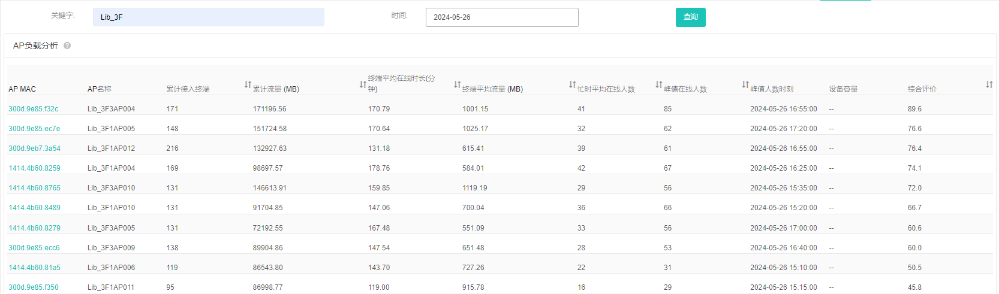 关键字: Lib_3F 时间: 2024-05-26 查询
AP负载分析 ?
AP MAC AP名称 累计接入终端 累计流量 (MB) 终端平均在线时长(分钟) 终端平均流量 (MB) 忙时平均在线人数 峰值在线人数 峰值人数时刻 设备容量 综合评价
300d.9e85.f32c Lib_3F3AP004 171 171196.56 170.79 1001.15 41 85 2024-05-26 16:55:00 -- 89.6
300d.9e85.ec7e Lib_3F1AP005 148 151724.58 170.64 1025.17 32 62 2024-05-26 17:20:00 -- 76.6
300d.9eb7.3a54 Lib_3F1AP012 216 132927.63 131.18 615.41 39 61 2024-05-26 16:55:00 -- 76.4
1414.4b60.8259 Lib_3F1AP004 169 98697.57 178.76 584.01 42 67 2024-05-26 16:25:00 -- 74.1
1414.4b60.8765 Lib_3F3AP010 131 146613.91 159.85 1119.19 29 56 2024-05-26 15:35:00 -- 72.0
1414.4b60.8489 Lib_3F1AP010 131 91704.85 147.06 700.04 36 66 2024-05-26 15:20:00 -- 66.7
1414.4b60.8279 Lib_3F3AP005 131 72192.55 167.48 551.09 33 56 2024-05-26 17:00:00 -- 60.6
300d.9e85.ecc6 Lib_3F3AP009 138 89904.86 147.54 651.48 28 53 2024-05-26 16:40:00 -- 60.0
1414.4b60.81a5 Lib_3F1AP006 119 86543.80 143.70 727.26 22 31 2024-05-26 15:10:00 -- 50.5
300d.9e85.f350 Lib_3F1AP011 95 86998.77 119.00 915.78 16 29 2024-05-26 15:15:00 -- 45.8